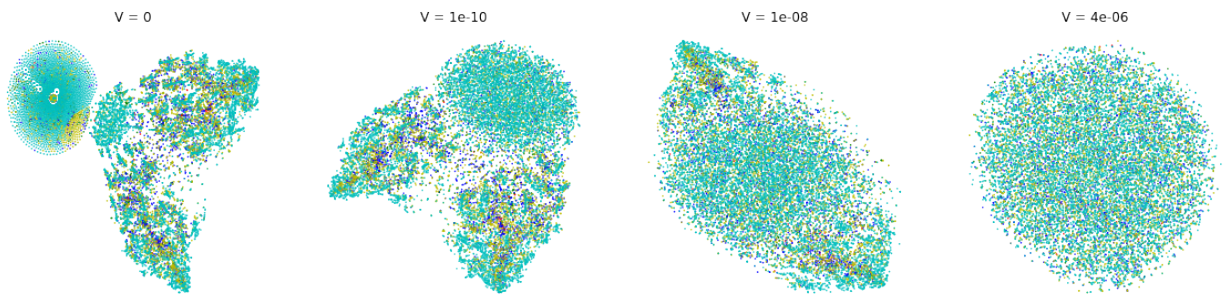 V = 0
V = 1e-10
V = 1e-08
V = 4e-06